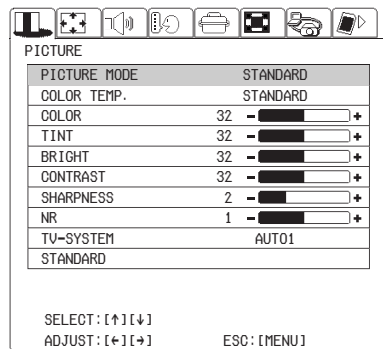 PICTURE
PICTURE MODE STANDARD
COLOR TEMP. STANDARD
COLOR 32 - +
TINT 32 - +
BRIGHT 32 - +
CONTRAST 32 - +
SHARPNESS 2 - +
NR 1 - +
TV-SYSTEM AUTO1
STANDARD
SELECT:[↑][↓]
ADJUST:[←][→] ESC:[MENU]